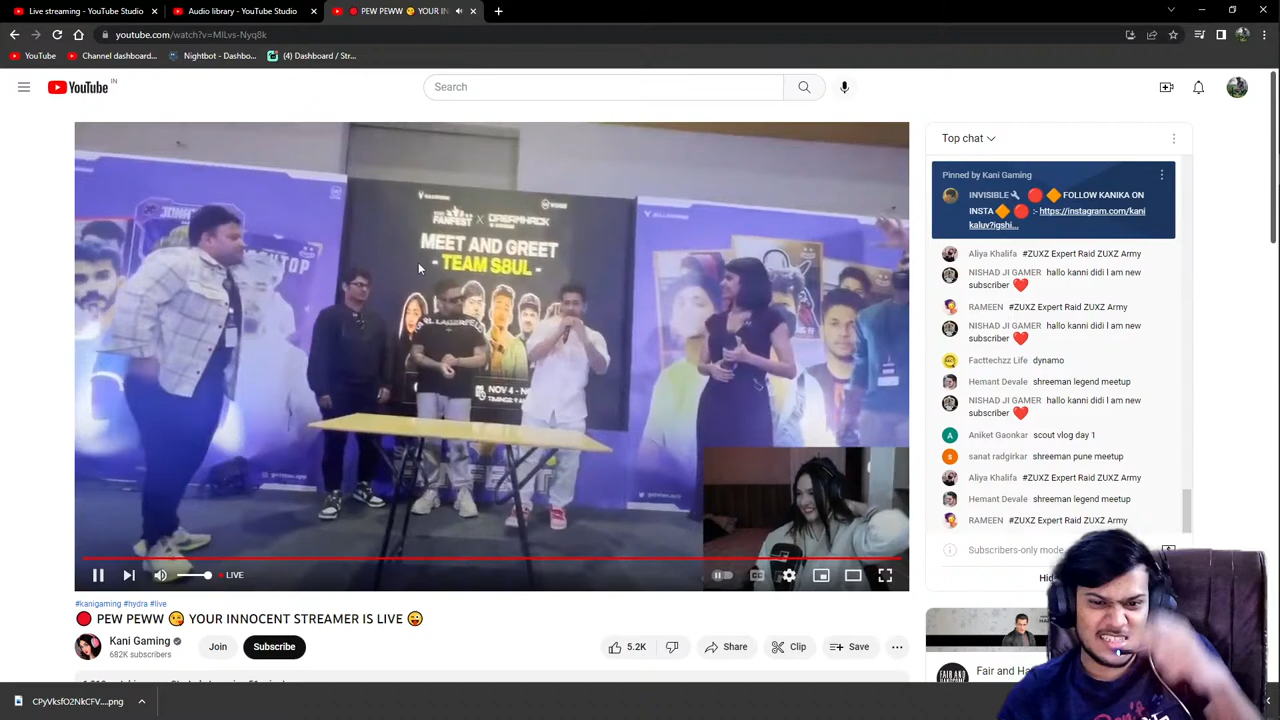 Live streaming - YouTube Studio
Audio library - YouTube Studio
PEW PEWW 😘 YOUR IN
youtube.com/watch?v=MlLvs-Nyq8k
YouTube
Channel dashboard...
Nightbot - Dashbo...
(4) Dashboard / Str...
YouTube IN
Search
FANFEST X DREAMHACK
MEET AND GREET
- TEAM S8UL -
NOV 4 - N
LIVE
#kanigaming #hydra #live
🔴 PEW PEWW 😘 YOUR INNOCENT STREAMER IS LIVE 😜
Kani Gaming
682K subscribers
Join
Subscribe
5.2K
Share
Clip
Save
Top chat
Pinned by Kani Gaming
INVISIBLE🔧 🔴🔶FOLLOW KANIKA ON
INSTA🔶🔴 :- https://instagram.com/kani
kaluv?igshi...
Aliya Khalifa #ZUXZ Expert Raid ZUXZ Army
NISHAD JI GAMER hallo kanni didi I am new
subscriber ❤️
RAMEEN #ZUXZ Expert Raid ZUXZ Army
NISHAD JI GAMER hallo kanni didi I am new
subscriber ❤️
Facttechzz Life dynamo
Hemant Devale shreeman legend meetup
NISHAD JI GAMER hallo kanni didi I am new
subscriber ❤️
A Aniket Gaonkar scout vlog day 1
S sanat radgirkar shreeman pune meetup
Aliya Khalifa #ZUXZ Expert Raid ZUXZ Army
Hemant Devale shreeman legend meetup
RAMEEN #ZUXZ Expert Raid ZUXZ Army
Subscribers-only mode
Fair and Ha
CPyVksfO2NkCFV....png